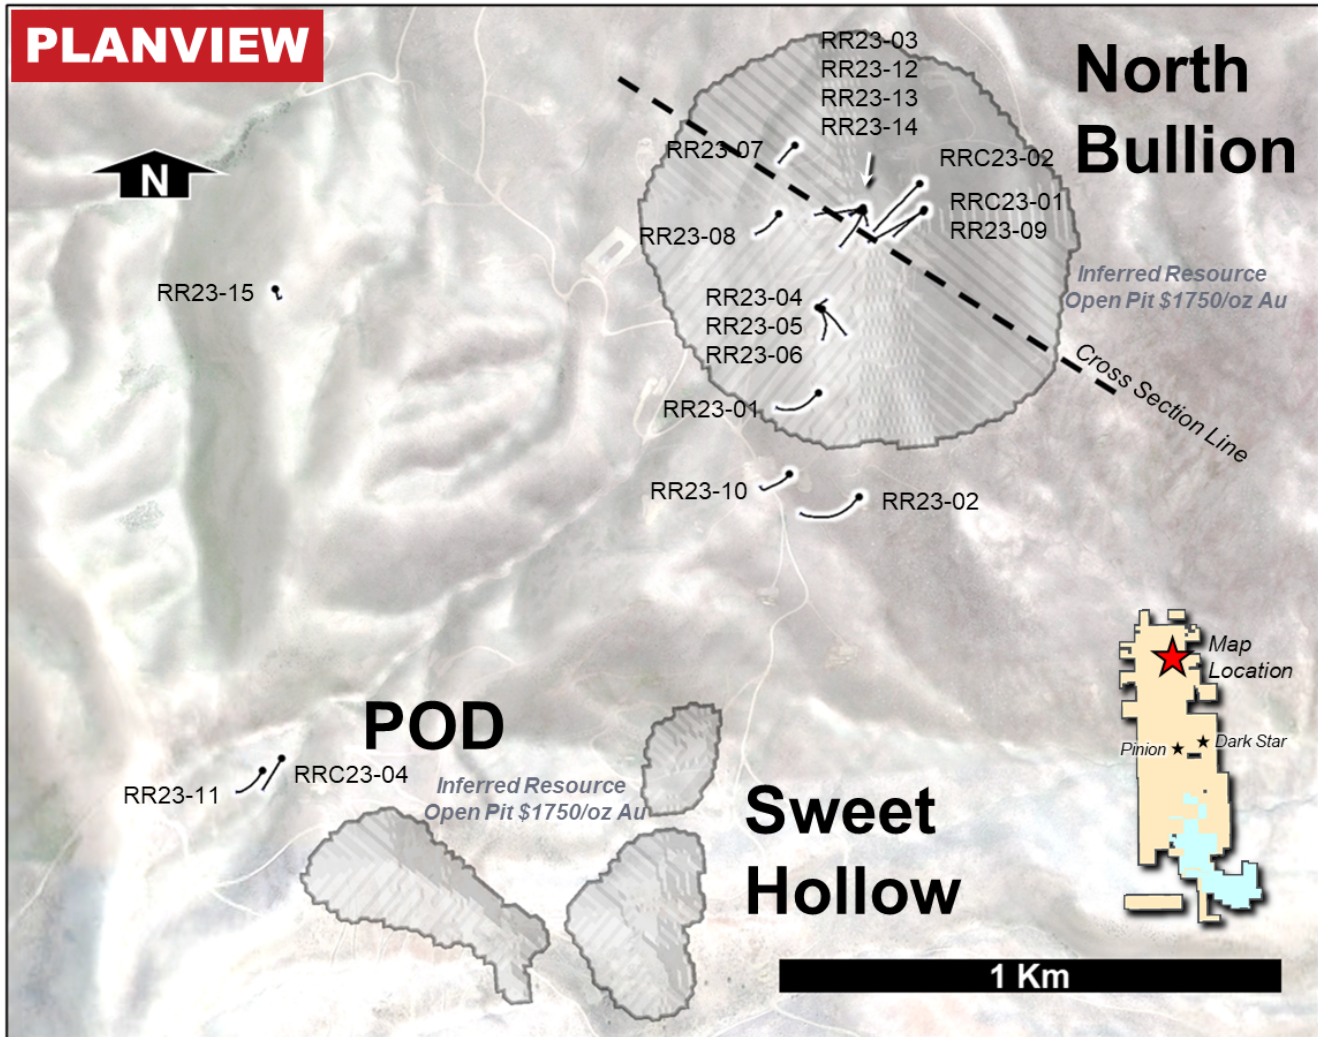 PLANVIEW
N
North
Bullion
RR23-03
RR23-12
RR23-13
RR23-14
RR23-07
RRC23-02
RRC23-01
RR23-09
RR23-08
Inferred Resource
Open Pit $1750/oz Au
RR23-15
RR23-04
RR23-05
RR23-06
Cross Section Line
RR23-01
RR23-10
RR23-02
Map
Location
Pinion
Dark Star
POD
RR23-11
RRC23-04
Inferred Resource
Open Pit $1750/oz Au
Sweet
Hollow
1 Km